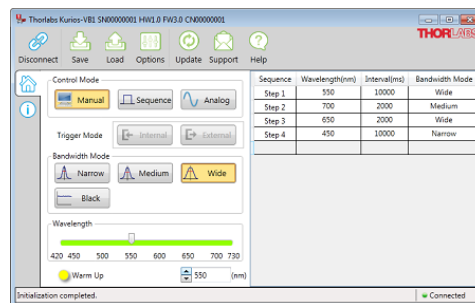 Thorlabs Kurios-VB1 SN00000001 HW1.0 FW3.0 CN00000001
THORLABS
Disconnect Save Load Options Update Support Help
Control Mode
Manual Sequence Analog
Trigger Mode Internal External
Bandwidth Mode
Narrow Medium Wide
Black
Wavelength
420 450 500 550 600 650 700 730
Warm Up 550 (nm)
Sequence Wavelength(nm) Interval(ms) Bandwidth Mode
Step 1 550 10000 Wide
Step 2 700 2000 Medium
Step 3 650 2000 Wide
Step 4 450 10000 Narrow
Initialization completed. Connected